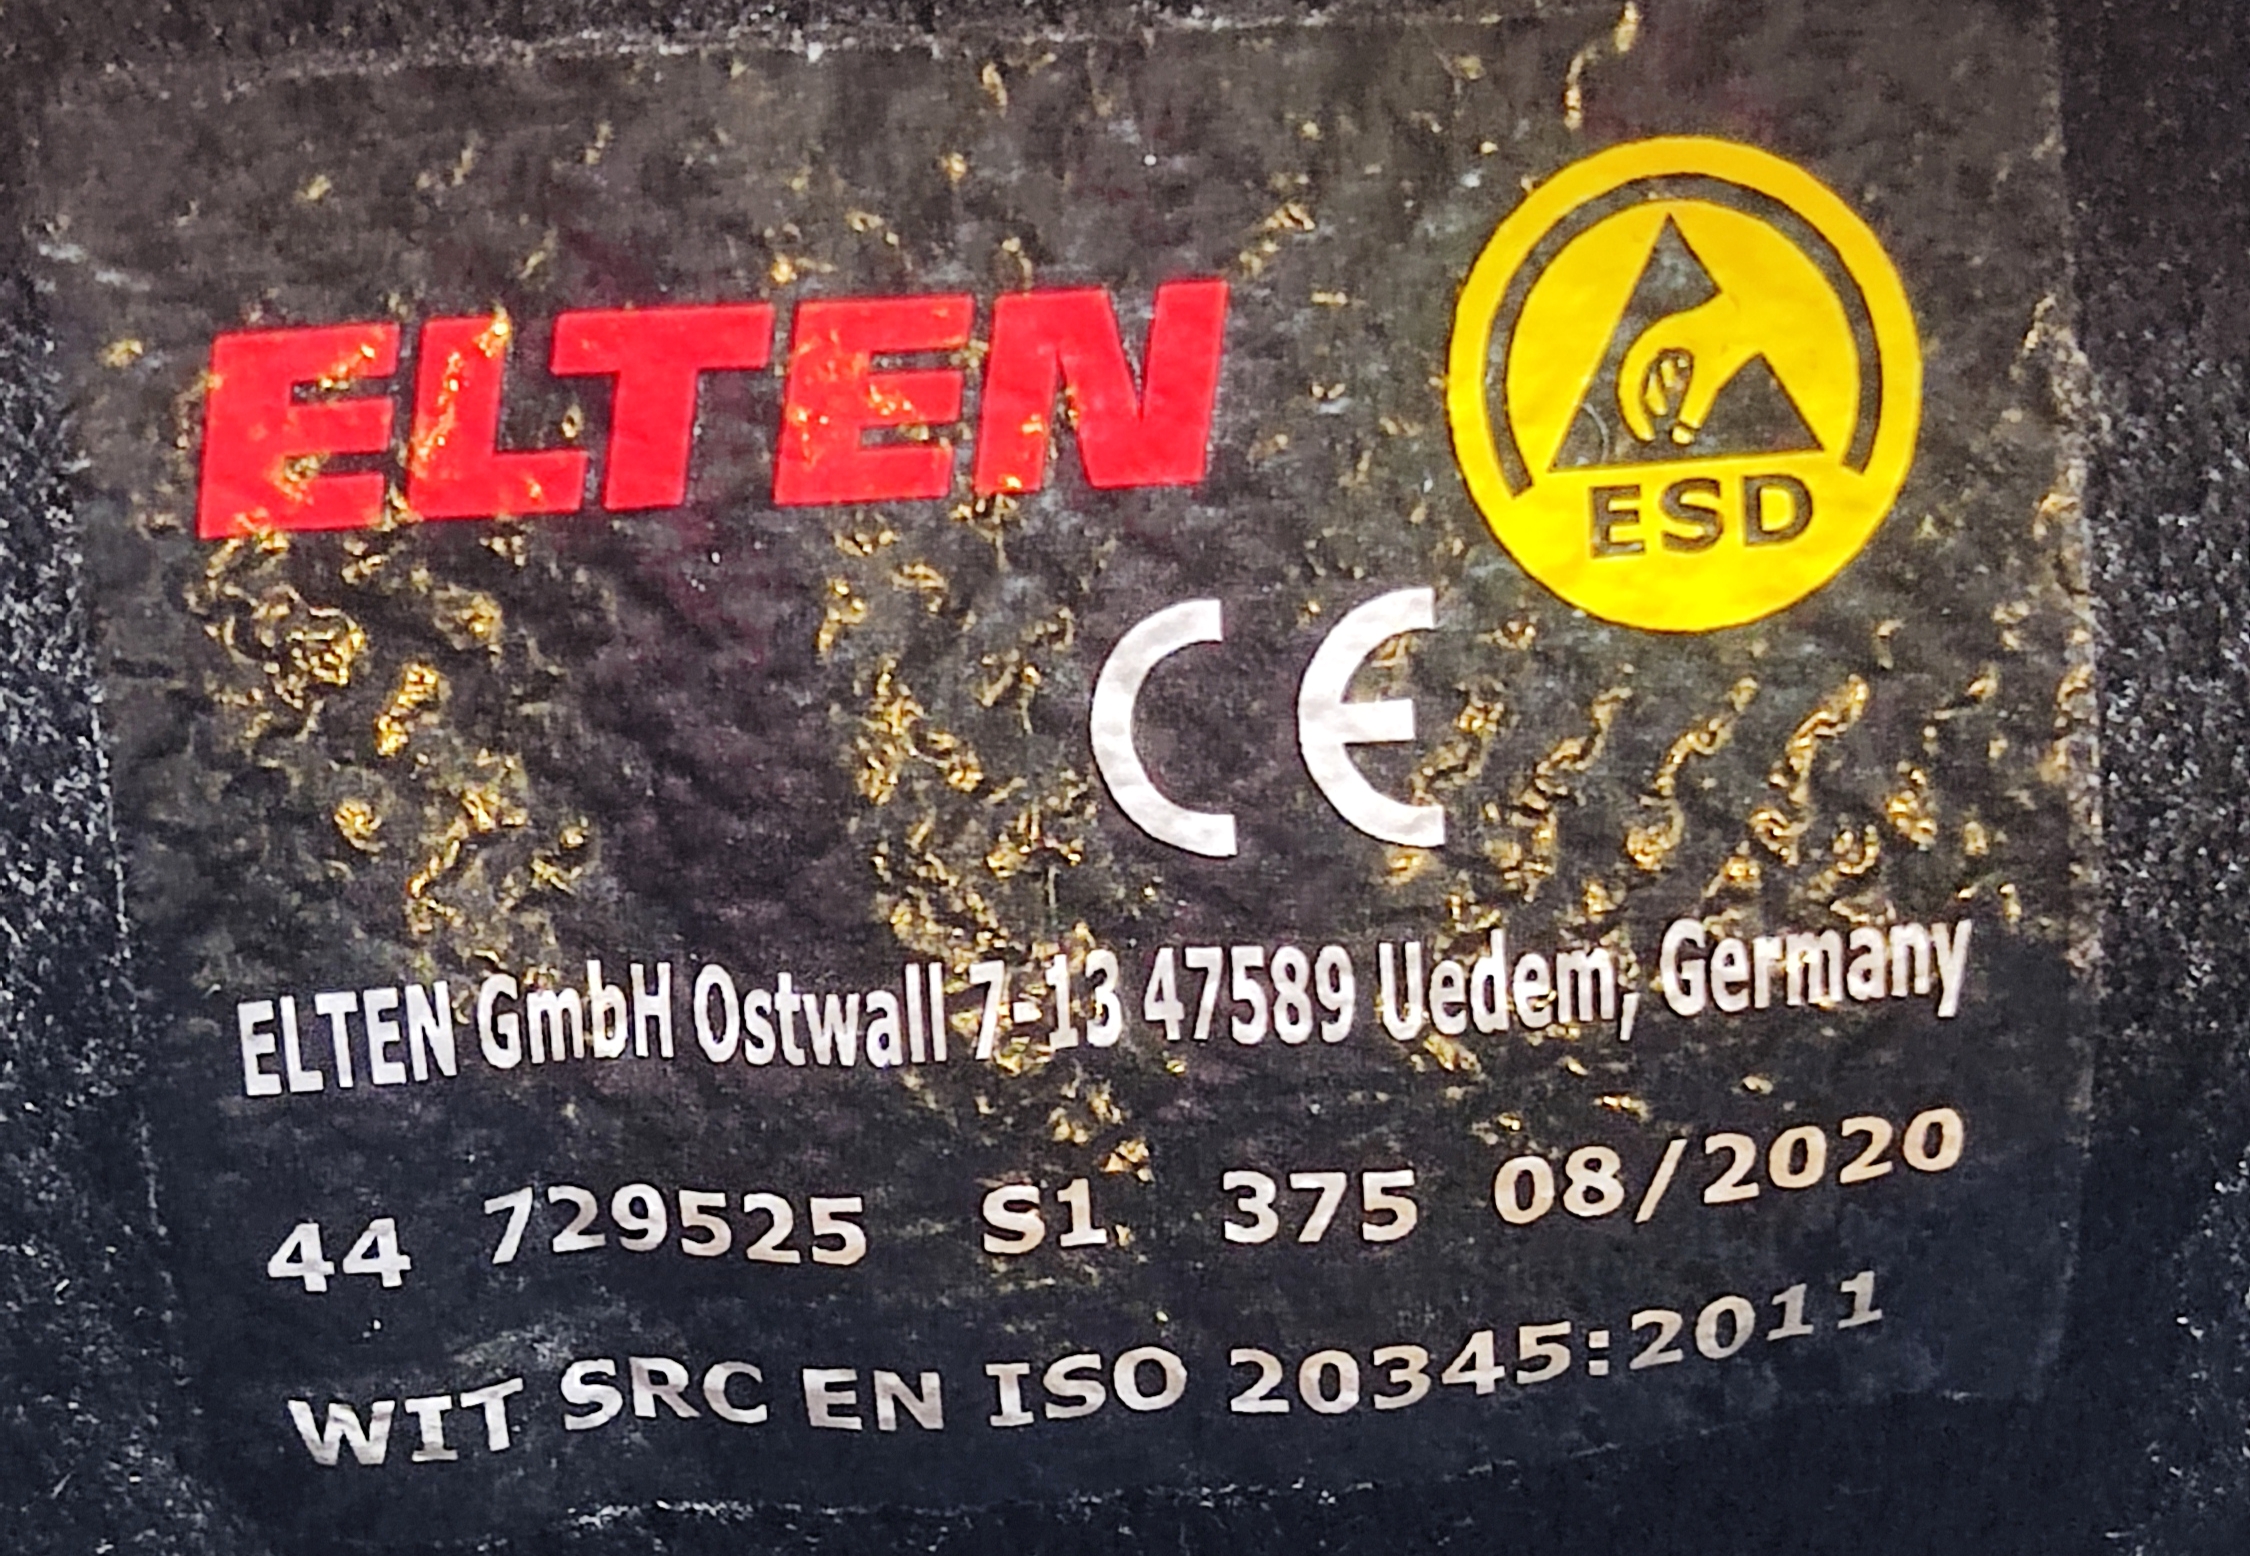 ELTEN
ESD
CE
ELTEN GmbH Ostwall 7-13 47589 Uedem, Germany
44 729525 S1 375 08/2020
WIT SRC EN ISO 20345:2011